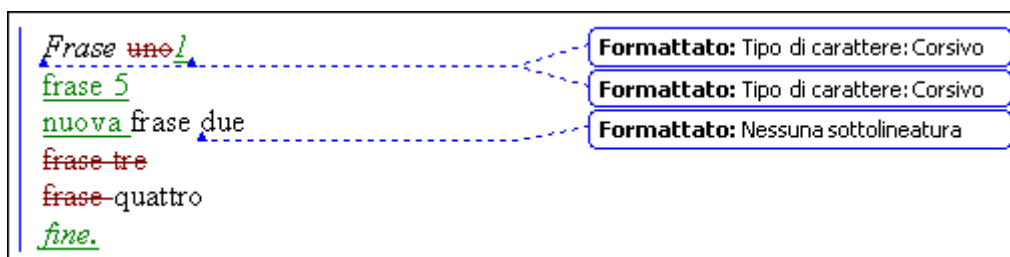 Frase uno1
Formattato: Tipo di carattere: Corsivo
frase 5
Formattato: Tipo di carattere: Corsivo
nuova frase due
Formattato: Nessuna sottolineatura
frase tre
frase quattro
fine.